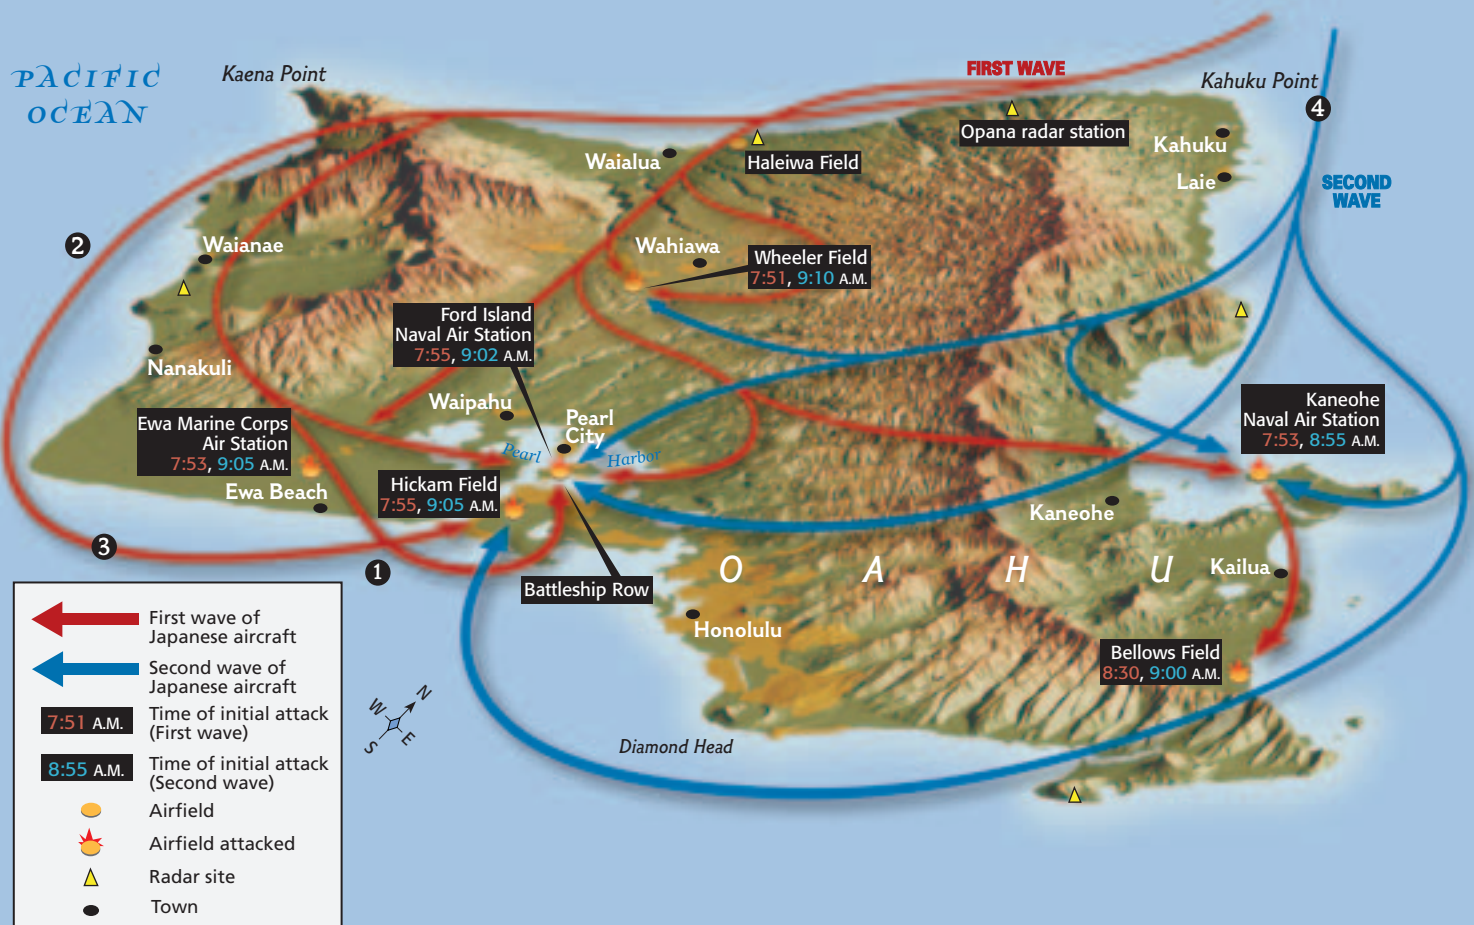 PACIFIC
OCEAN
Kaena Point
FIRST WAVE
Kahuku Point
4
Opana radar station
Kahuku
Waialua
Haleiwa Field
Laie
SECOND
WAVE
2
Waianae
Wahiawa
Wheeler Field
7:51, 9:10 A.M.
Ford Island
Naval Air Station
7:55, 9:02 A.M.
Nanakuli
Waipahu
Pearl
City
Kaneohe
Naval Air Station
7:53, 8:55 A.M.
Ewa Marine Corps
Air Station
7:53, 9:05 A.M.
Pearl Harbor
Ewa Beach
Hickam Field
7:55, 9:05 A.M.
Kaneohe
3
1
Battleship Row
OAHU
Kailua
Honolulu
Bellows Field
8:30, 9:00 A.M.
Diamond Head
N
W
S
E
First wave of
Japanese aircraft
Second wave of
Japanese aircraft
7:51 A.M.
Time of initial attack
(First wave)
8:55 A.M.
Time of initial attack
(Second wave)
Airfield
Airfield attacked
Radar site
Town